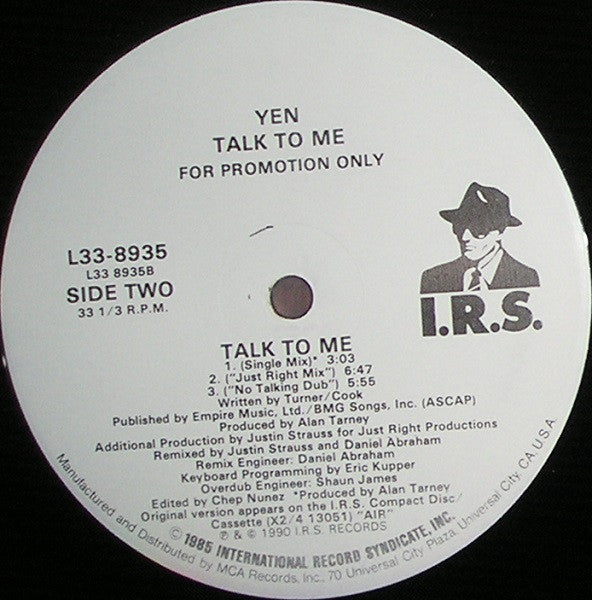 YEN
TALK TO ME
FOR PROMOTION ONLY
L33-8935
L33 8935B
SIDE TWO
33 1/3 R.P.M.
I.R.S.
TALK TO ME
1. (Single Mix)* 3:03
2. ("Just Right Mix") 6:47
3. ("No Talking Dub") 5:55
Written by Turner/Cook
Published by Empire Music, Ltd./BMG Songs, Inc. (ASCAP)
Produced by Alan Tarney
Additional Production by Justin Strauss for Just Right Productions
Remixed by Justin Strauss and Daniel Abraham
Remix Engineer: Daniel Abraham
Keyboard Programming by Eric Kupper
Overdub Engineer: Shaun James
Edited by Chep Nunez *Produced by Alan Tarney
Original version appears on the I.R.S. Compact Disc/
Cassette (X2/4 13051) "AIR"
℗ & © 1990 I.R.S. RECORDS
© 1985 INTERNATIONAL RECORD SYNDICATE, INC.
Manufactured and Distributed by MCA Records, Inc., 70 Universal City Plaza, Universal City, CA U.S.A.